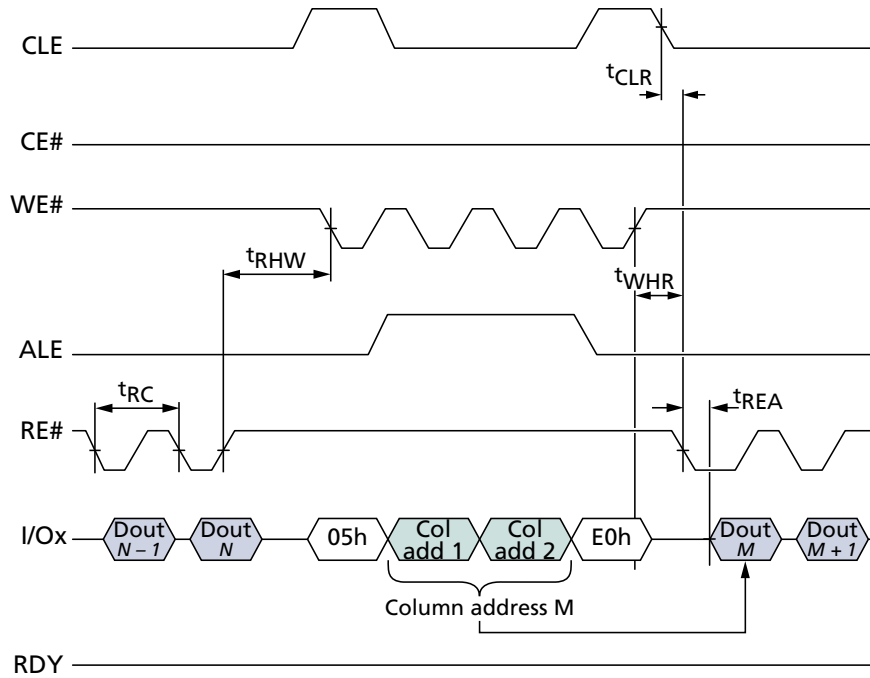 CLE
tCLR
CE#
WE#
tRHW
tWHR
ALE
tRC
tREA
RE#
I/Ox
Dout
N – 1
Dout
N
05h
Col
add 1
Col
add 2
E0h
Dout
M
Dout
M + 1
Column address M
RDY